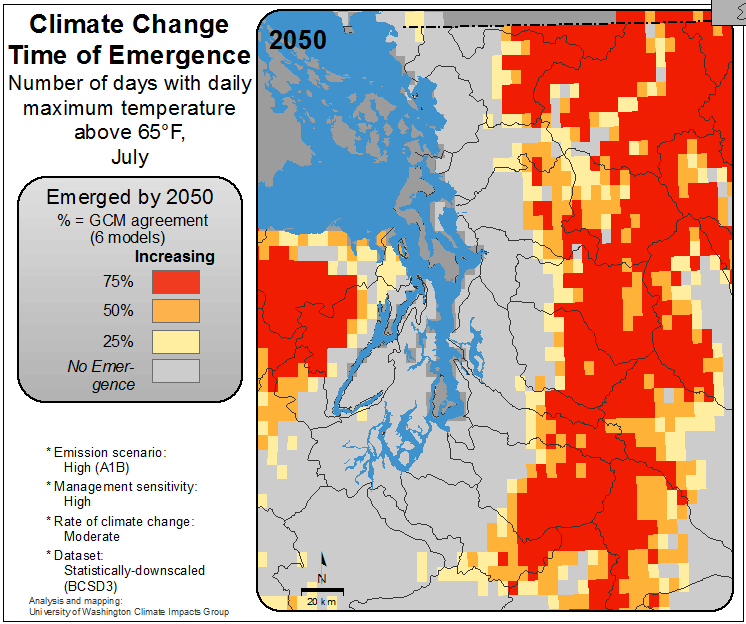 Climate Change
Time of Emergence
Number of days with daily
maximum temperature
above 65°F,
July
Emerged by 2050
% = GCM agreement
(6 models)
Increasing
75%
50%
25%
No Emer-
gence
* Emission scenario:
High (A1B)
* Management sensitivity:
High
* Rate of climate change:
Moderate
* Dataset:
Statistically-downscaled
(BCSD3)
Analysis and mapping:
University of Washington Climate Impacts Group
2050
N
20 km